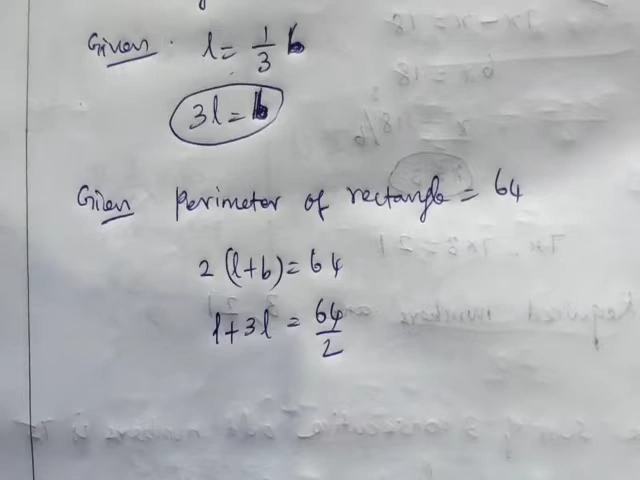 Given: l = 1/3 b
3l = b
Given perimeter of rectangle = 64
2(l+b) = 64
l+3l = 64/2